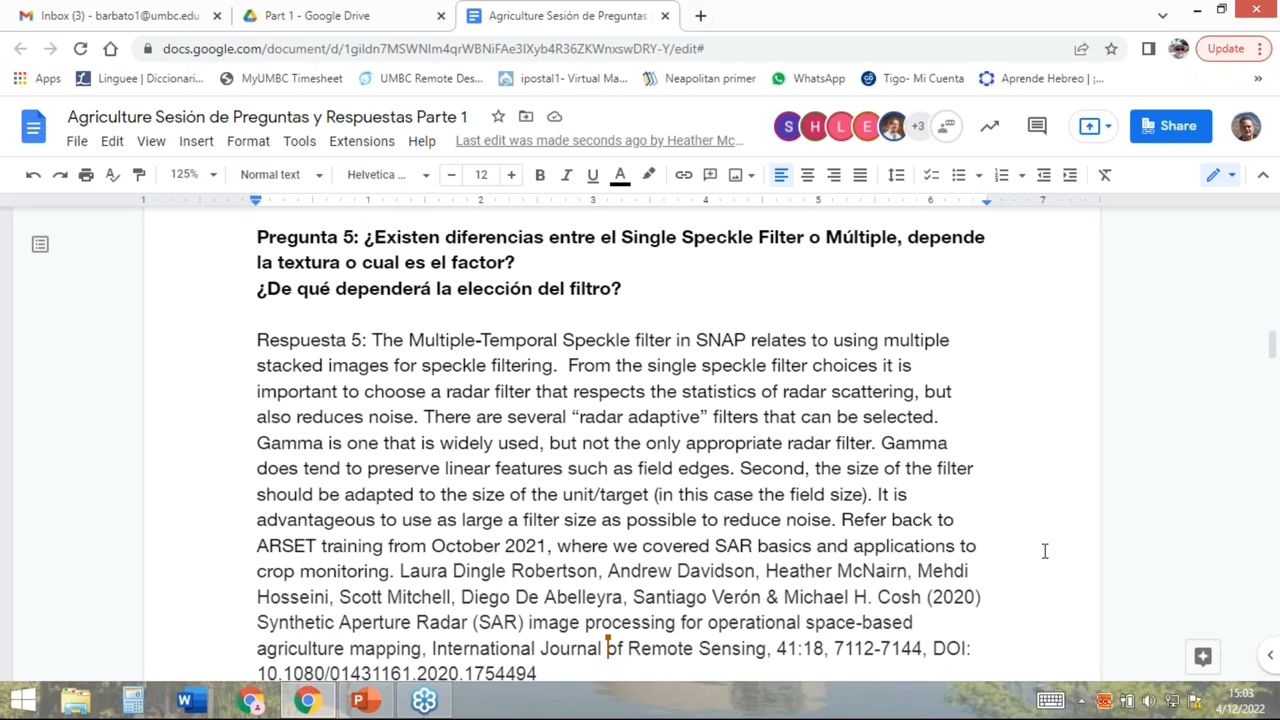 Inbox (3) - barbato1@umbc.edu
Part 1 - Google Drive
Agriculture Sesión de Preguntas
docs.google.com/document/d/1giIdn7MSWNlm4qrWBNiFAe3lXyb4R36ZKWnxswDRY-Y/edit#
Update
Apps
Linguee | Diccionari...
MyUMBC Timesheet
UMBC Remote Des...
ipostal1- Virtual Ma...
Neapolitan primer
WhatsApp
Tigo- Mi Cuenta
Aprende Hebreo | ¡...
»
Agriculture Sesión de Preguntas y Respuestas Parte 1
S H L E +3
Share
File Edit View Insert Format Tools Extensions Help
Last edit was made seconds ago by Heather Mc...
125% Normal text Helvetica ... 12 B I U A
1 1 2 3 4 5 6 7
Pregunta 5: ¿Existen diferencias entre el Single Speckle Filter o Múltiple, depende
la textura o cual es el factor?
¿De qué dependerá la elección del filtro?
Respuesta 5: The Multiple-Temporal Speckle filter in SNAP relates to using multiple
stacked images for speckle filtering.  From the single speckle filter choices it is
important to choose a radar filter that respects the statistics of radar scattering, but
also reduces noise. There are several “radar adaptive” filters that can be selected.
Gamma is one that is widely used, but not the only appropriate radar filter. Gamma
does tend to preserve linear features such as field edges. Second, the size of the filter
should be adapted to the size of the unit/target (in this case the field size). It is
advantageous to use as large a filter size as possible to reduce noise. Refer back to
ARSET training from October 2021, where we covered SAR basics and applications to
crop monitoring. Laura Dingle Robertson, Andrew Davidson, Heather McNairn, Mehdi
Hosseini, Scott Mitchell, Diego De Abelleyra, Santiago Verón & Michael H. Cosh (2020)
Synthetic Aperture Radar (SAR) image processing for operational space-based
agriculture mapping, International Journal of Remote Sensing, 41:18, 7112-7144, DOI:
10.1080/01431161.2020.1754494
15:03
4/12/2022